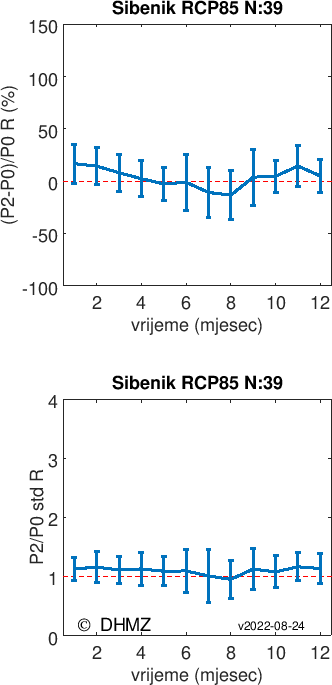 Sibenik RCP85 N:39
150
100
50
0
-50
-100
(P2-P0)/P0 R (%)
2 4 6 8 10 12
vrijeme (mjesec)
Sibenik RCP85 N:39
4
3
2
1
0
P2/P0 std R
© DHMZ v2022-08-24
2 4 6 8 10 12
vrijeme (mjesec)